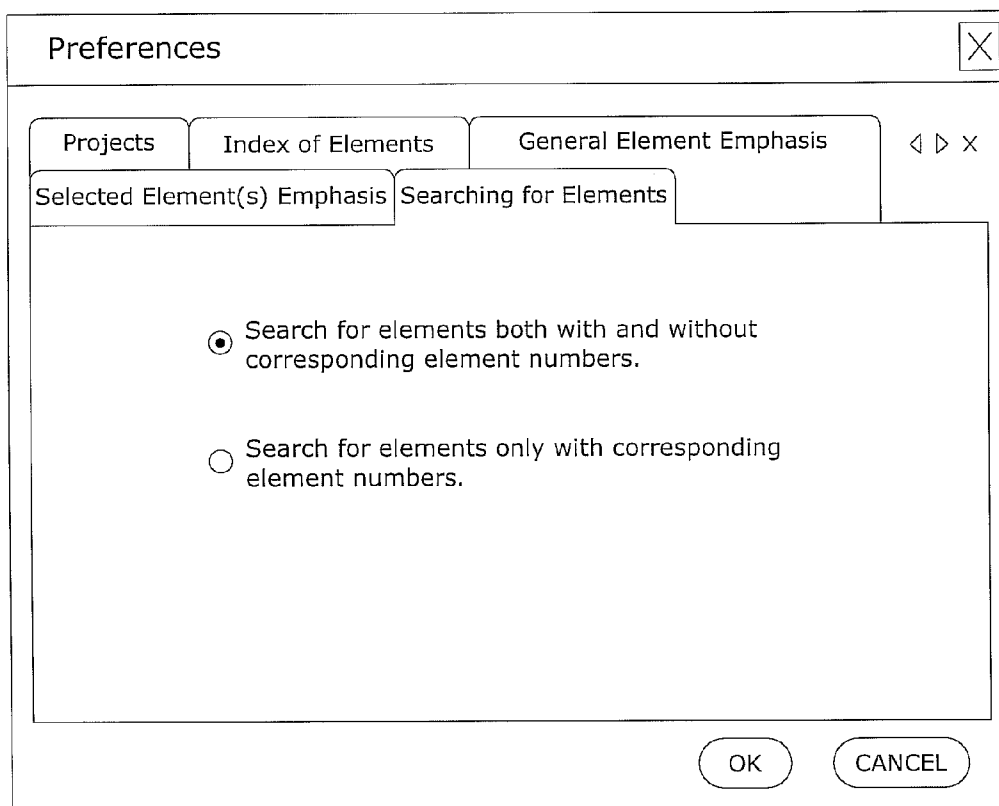 Preferences
Projects
Index of Elements
General Element Emphasis
Selected Element(s) Emphasis
Searching for Elements
Search for elements both with and without
corresponding element numbers.
Search for elements only with corresponding
element numbers.
OK
CANCEL